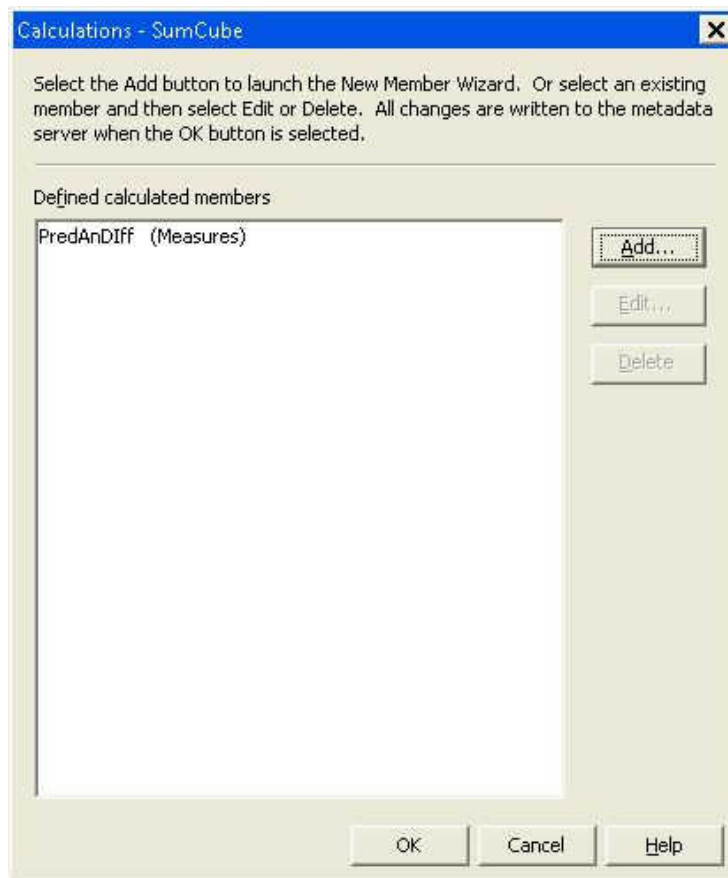 Calculations - SumCube
Select the Add button to launch the New Member Wizard. Or select an existing
member and then select Edit or Delete. All changes are written to the metadata
server when the OK button is selected.
Defined calculated members
PredAnDIff (Measures)
Add...
Edit...
Delete
OK Cancel Help